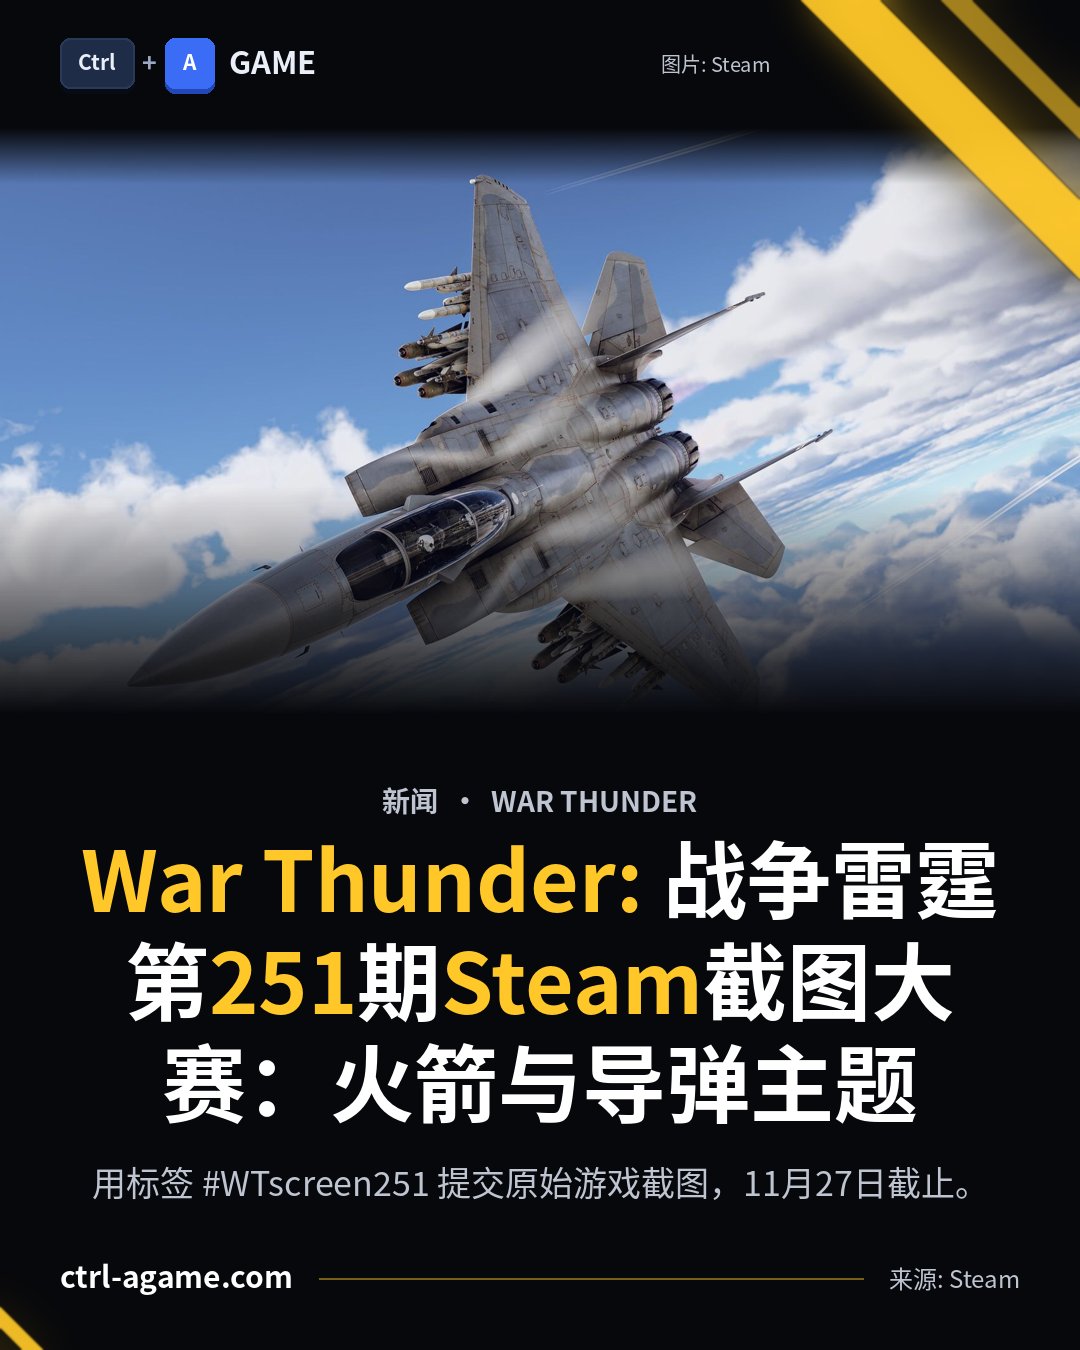 Ctrl + A GAME
图片: Steam
新闻 · WAR THUNDER
War Thunder: 战争雷霆
第251期Steam截图大
赛：火箭与导弹主题
用标签 #WTscreen251 提交原始游戏截图，11月27日截止。
ctrl-agame.com
来源: Steam